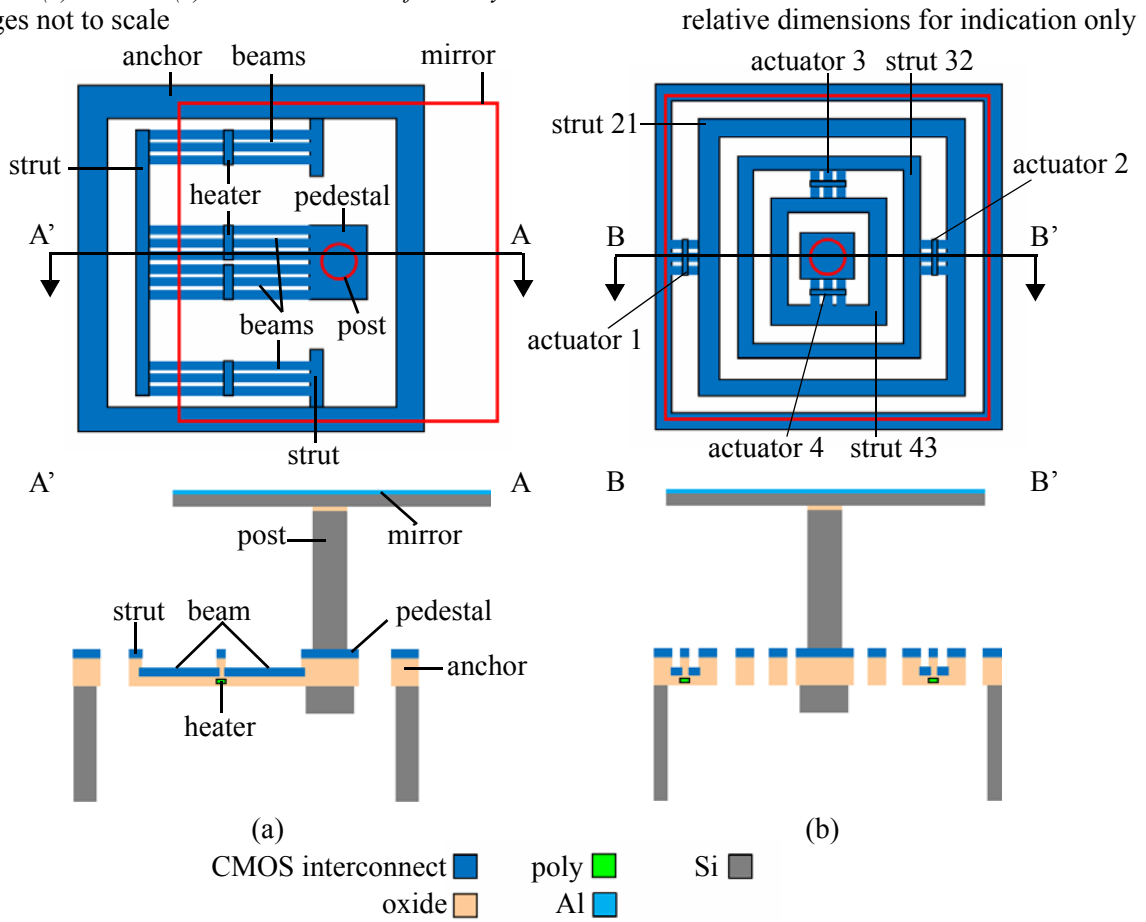 ges not to scale
relative dimensions for indication only
anchor beams mirror
actuator 3 strut 32
strut 21
actuator 2
strut
heater pedestal
A' A
B B'
beams post
actuator 1
strut
actuator 4 strut 43
A' A B B'
post mirror
strut beam pedestal
anchor
heater
(a) (b)
CMOS interconnect poly Si
oxide Al